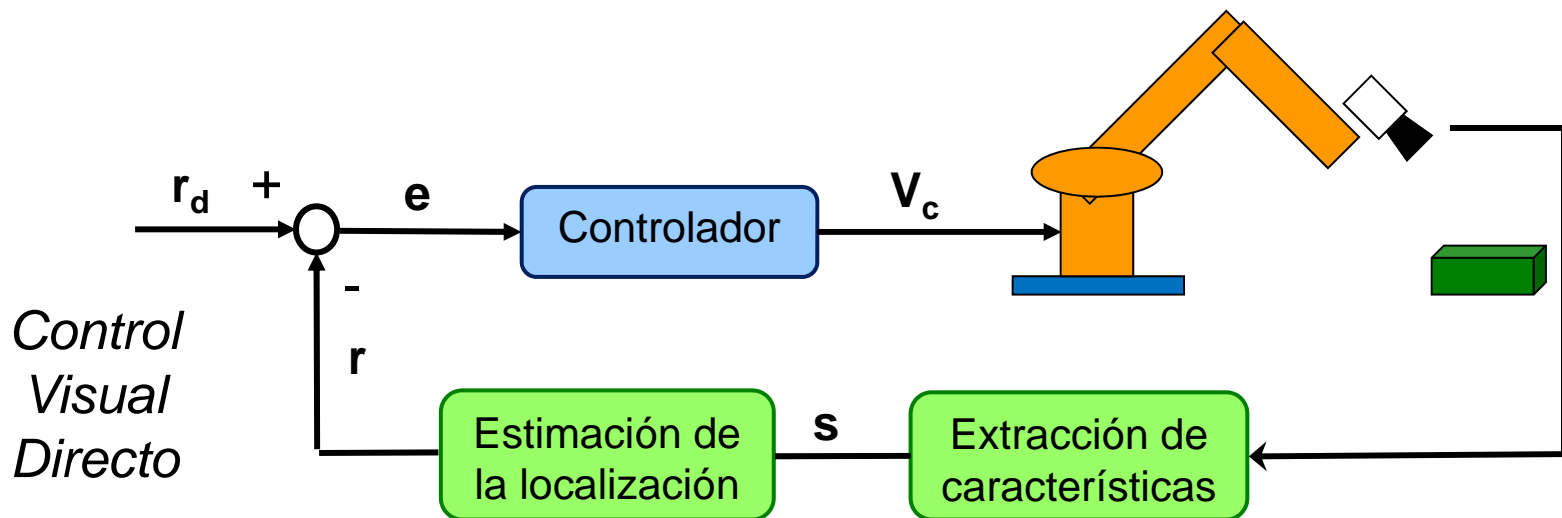 r_d
+
e
Controlador
V_c
-
r
Control
Visual
Directo
Estimación de
la localización
s
Extracción de
características